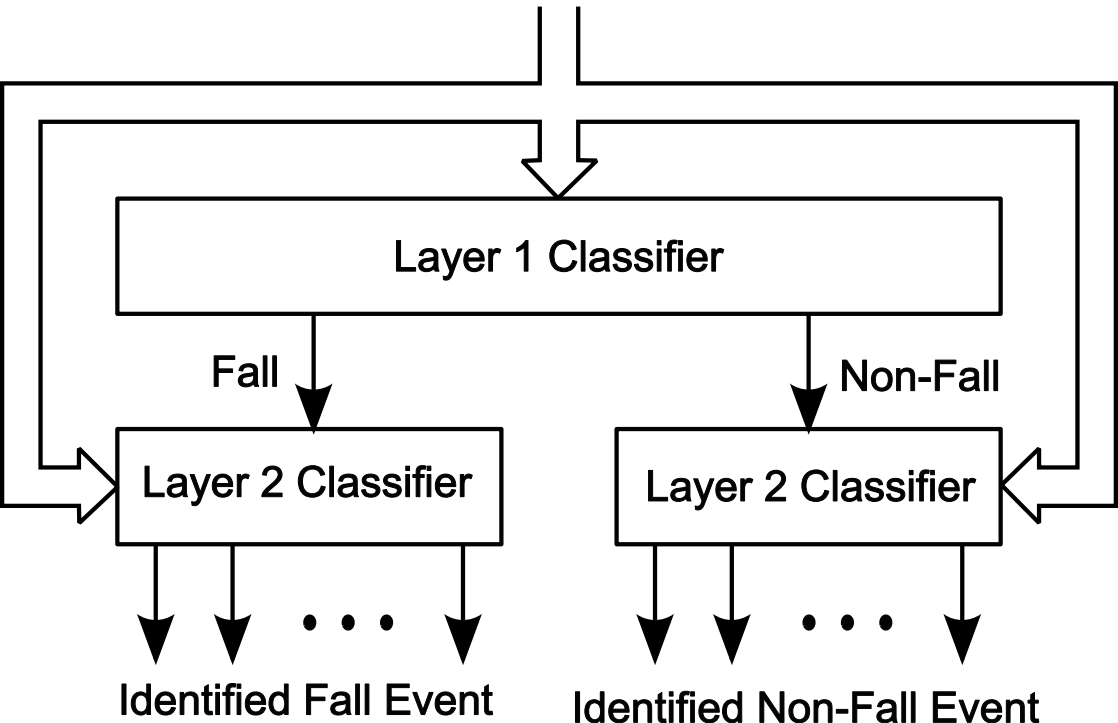 Layer 1 Classifier
Fall
Non-Fall
Layer 2 Classifier
Layer 2 Classifier
Identified Fall Event
Identified Non-Fall Event